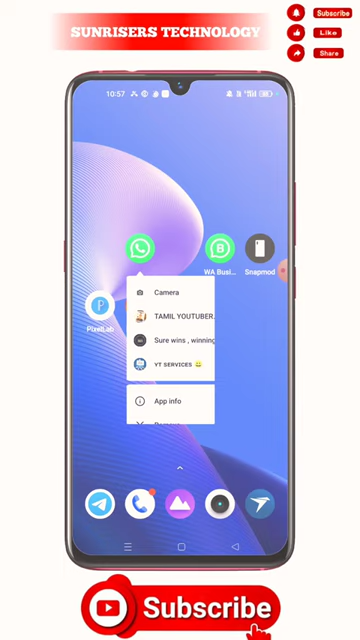 SUNRISERS TECHNOLOGY
Subscribe
Like
Share
10:57
WA Busi...
Snapmod
PixelLab
Camera
TAMIL YOUTUBER
Sure wins , winning
YT SERVICES 😀
App info
Subscribe